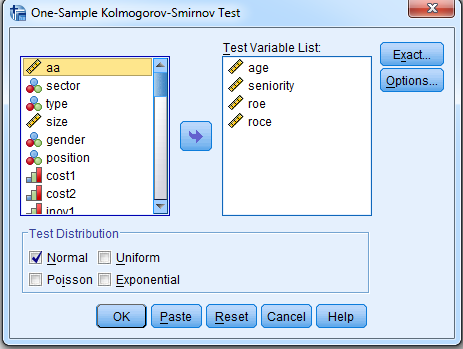 One-Sample Kolmogorov-Smirnov Test
Test Variable List:
aa
sector
type
size
gender
position
cost1
cost2
inov1
age
seniority
roe
roce
Exact...
Options...
Test Distribution
Normal Uniform
Poisson Exponential
OK Paste Reset Cancel Help